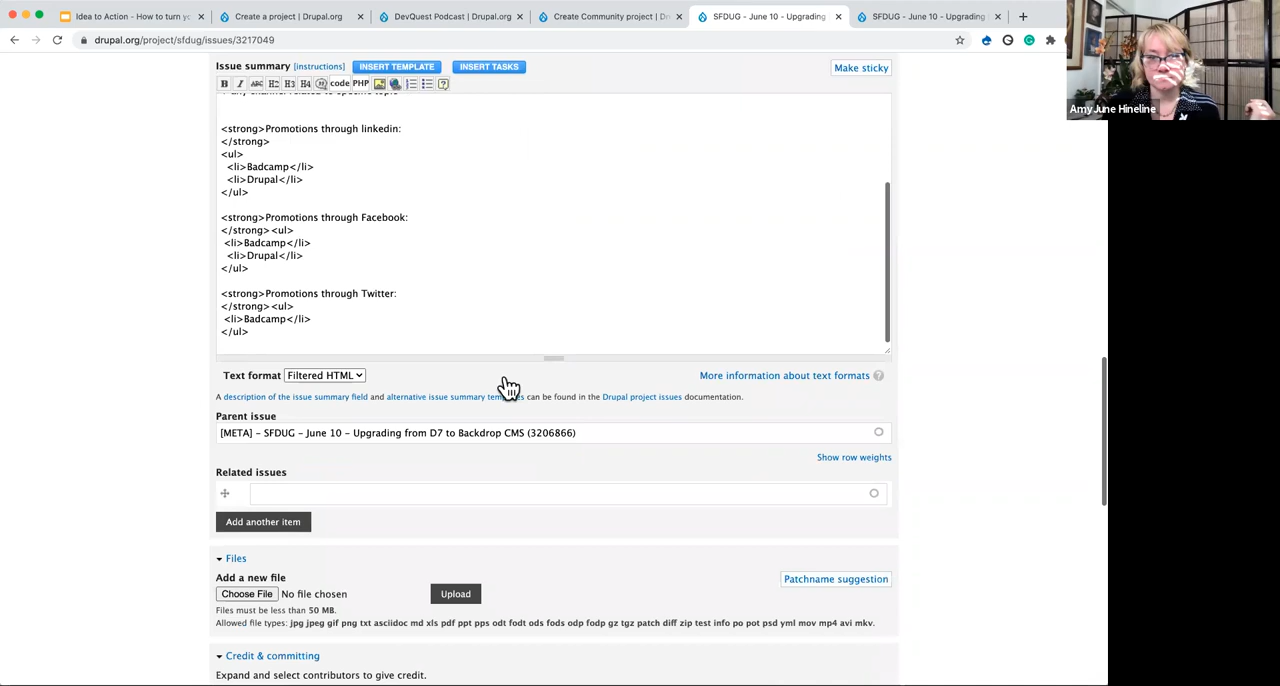 Idea to Action - How to turn yo
Create a project | Drupal.org
DevQuest Podcast | Drupal.org
Create Community project | Dr
SFDUG - June 10 - Upgrading
SFDUG - June 10 - Upgrading
drupal.org/project/sfdug/issues/3217049
AmyJune Hineline
Issue summary [instructions] INSERT TEMPLATE INSERT TASKS
Make sticky
B I ABC H2 H3 H4 code PHP
<strong>Promotions through linkedin:
</strong>
<ul>
<li>Badcamp</li>
<li>Drupal</li>
</ul>
<strong>Promotions through Facebook:
</strong><ul>
<li>Badcamp</li>
<li>Drupal</li>
</ul>
<strong>Promotions through Twitter:
</strong><ul>
<li>Badcamp</li>
</ul>
Text format Filtered HTML
More information about text formats ?
A description of the issue summary field and alternative issue summary can be found in the Drupal project issues documentation.
Parent issue
[META] - SFDUG - June 10 - Upgrading from D7 to Backdrop CMS (3206866)
Show row weights
Related issues
Add another item
Files
Add a new file
Choose File No file chosen
Upload
Patchname suggestion
Files must be less than 50 MB.
Allowed file types: jpg jpeg gif png txt asciidoc md xls pdf ppt pps odt fodt ods fods odp fodp gz tgz patch diff zip test info po pot psd yml mov mp4 avi mkv.
Credit & committing
Expand and select contributors to give credit.